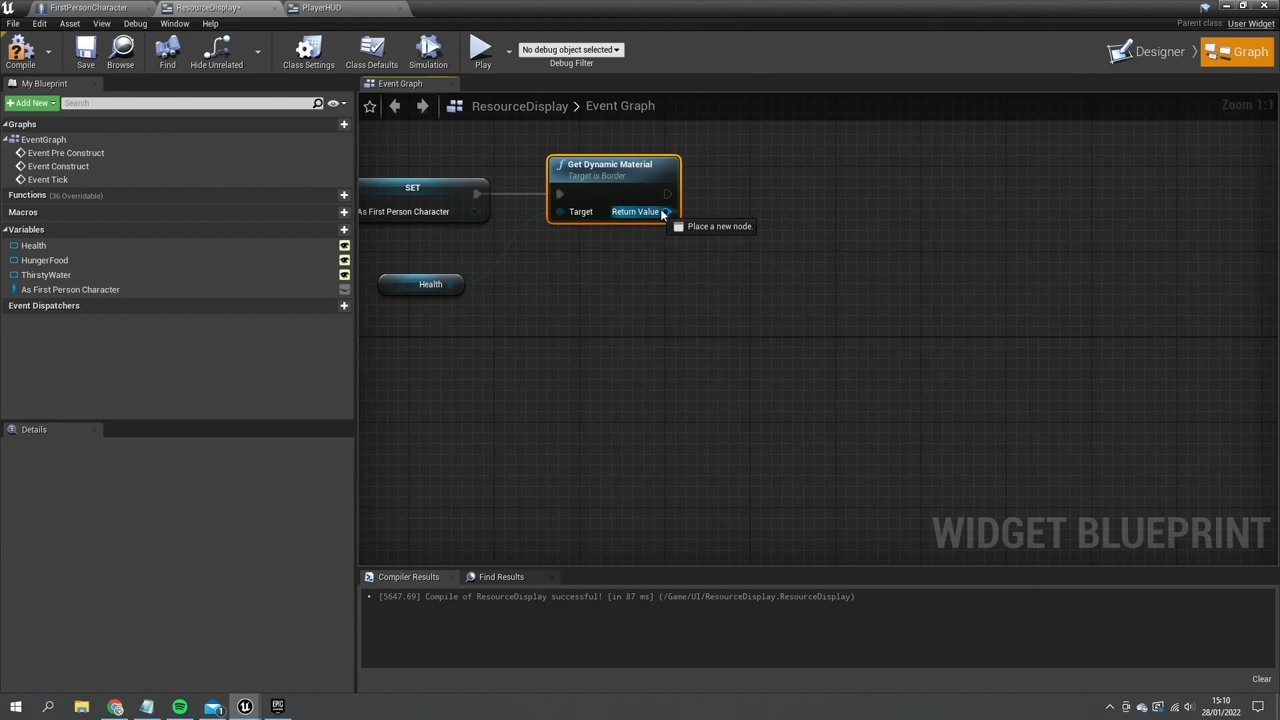 FirstPersonCharacter
ResourceDisplay*
PlayerHUD
File
Edit
Asset
View
Debug
Window
Help
Parent class: User Widget
Compile
Save
Browse
Find
Hide Unrelated
Class Settings
Class Defaults
Simulation
Play
No debug object selected
Debug Filter
Designer
Graph
My Blueprint
+Add New
Search
Graphs
EventGraph
Event Pre Construct
Event Construct
Event Tick
Functions (36 Overridable)
Macros
Variables
Health
HungerFood
ThirstyWater
As First Person Character
Event Dispatchers
Details
Event Graph
ResourceDisplay > Event Graph
Zoom 1:1
SET
As First Person Character
Get Dynamic Material
Target is Border
Target
Return Value
Place a new node.
Health
WIDGET BLUEPRINT
Compiler Results
Find Results
[5647.69] Compile of ResourceDisplay successful! [in 87 ms] (/Game/UI/ResourceDisplay.ResourceDisplay)
Clear
EPIC
15:10
28/01/2022